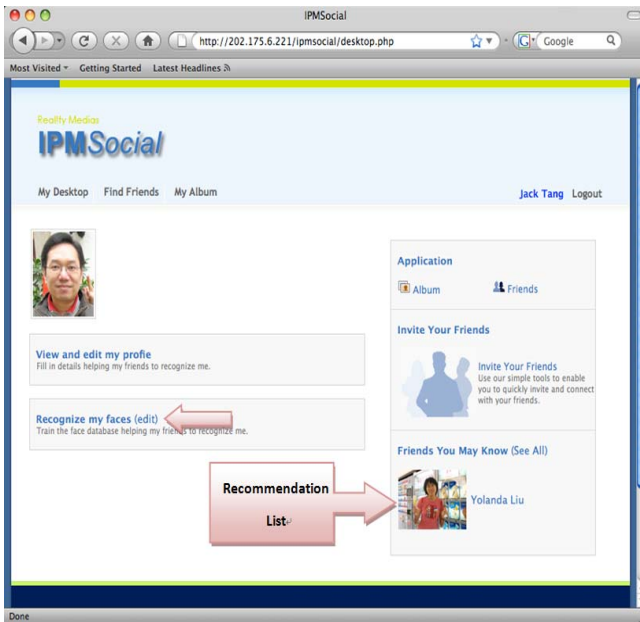 IPMSocial
http://202.175.6.221/ipmsocial/desktop.php
Google
Most Visited Getting Started Latest Headlines
Reality Medias
IPMSocial
My Desktop Find Friends My Album
Jack Tang Logout
View and edit my profie
Fill in details helping my friends to recognize me.
Recognize my faces (edit)
Train the face database helping my friends to recognize me.
Application
Album Friends
Invite Your Friends
Invite Your Friends
Use our simple tools to enable
you to quickly invite and connect
with your friends.
Friends You May Know (See All)
Yolanda Liu
Recommendation
List
Done